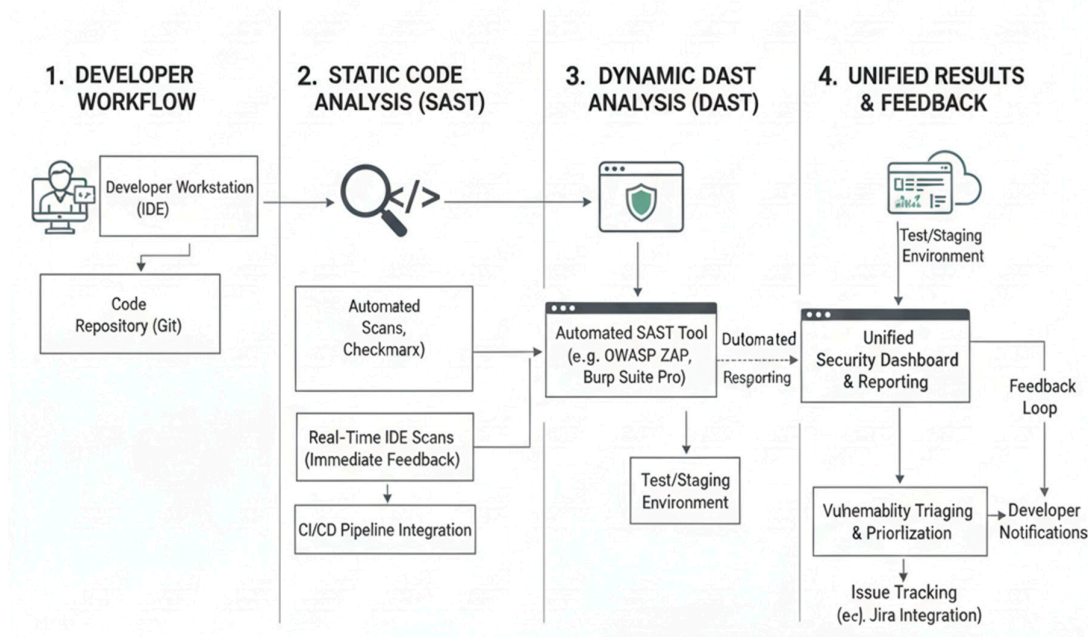 1. DEVELOPER
WORKFLOW
Developer Workstation
(IDE)
Code
Repository (Git)
2. STATIC CODE
ANALYSIS (SAST)
</>
Automated
Scans,
Checkmarx)
Real-Time IDE Scans
(Immediate Feedback)
CI/CD Pipeline Integration
3. DYNAMIC DAST
ANALYSIS (DAST)
Automated SAST Tool
(e.g. OWASP ZAP,
Burp Suite Pro)
Dutomated
Resporting
Test/Staging
Environment
4. UNIFIED RESULTS
& FEEDBACK
Test/Staging
Environment
Unified
Security Dashboard
& Reporting
Feedback
Loop
Vuhemablity Triaging
& Priorlization
Developer
Notifications
Issue Tracking
(ec). Jira Integration)